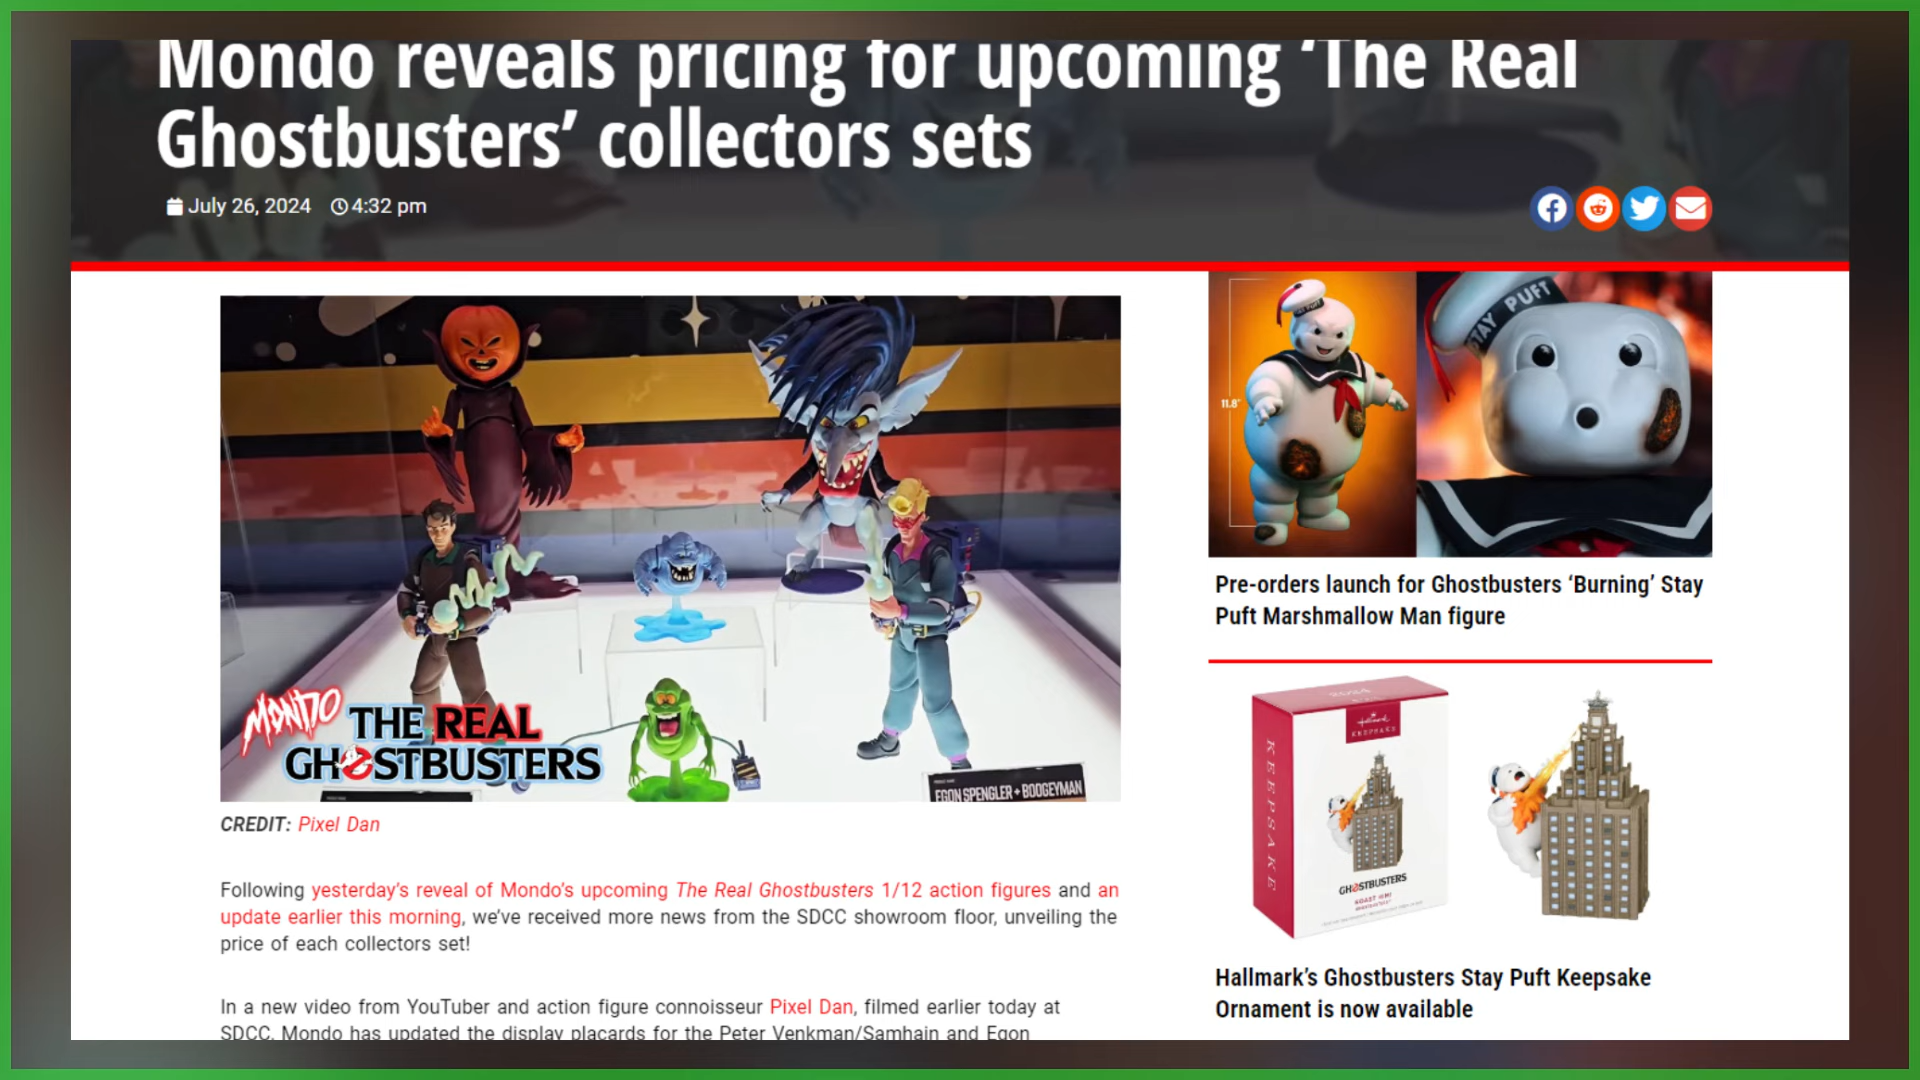 Mondo reveals pricing for upcoming ‘The Real
Ghostbusters’ collectors sets
July 26, 2024 4:32 pm
MONDO
THE REAL
GHOSTBUSTERS
EGON SPENGLER + BOOGEYMAN
CREDIT: Pixel Dan
Following yesterday’s reveal of Mondo’s upcoming The Real Ghostbusters 1/12 action figures and an
update earlier this morning, we’ve received more news from the SDCC showroom floor, unveiling the
price of each collectors set!
In a new video from YouTuber and action figure connoisseur Pixel Dan, filmed earlier today at
SDCC, Mondo has updated the display placards for the Peter Venkman/Samhain and Egon
11.8"
STAY PUFT
Pre-orders launch for Ghostbusters ‘Burning’ Stay
Puft Marshmallow Man figure
Hallmark
KEEPSAKE
KEEPSAKE
GHOSTBUSTERS
Hallmark’s Ghostbusters Stay Puft Keepsake
Ornament is now available